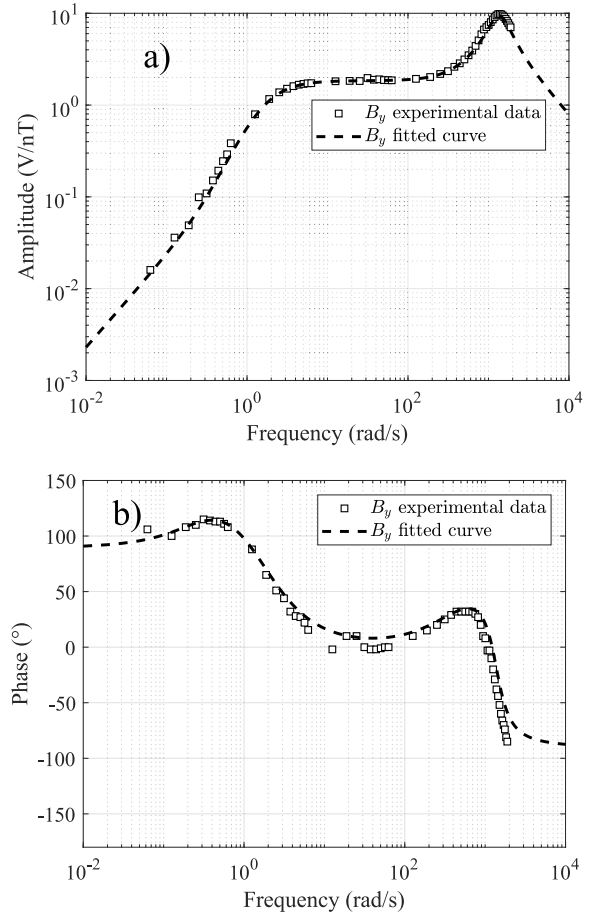 a)
Amplitude (V/nT)
10^1
10^0
10^-1
10^-2
10^-3
B_y experimental data
B_y fitted curve
10^-2
10^0
10^2
10^4
Frequency (rad/s)
b)
Phase (°)
150
100
50
0
-50
-100
-150
B_y experimental data
B_y fitted curve
10^-2
10^0
10^2
10^4
Frequency (rad/s)